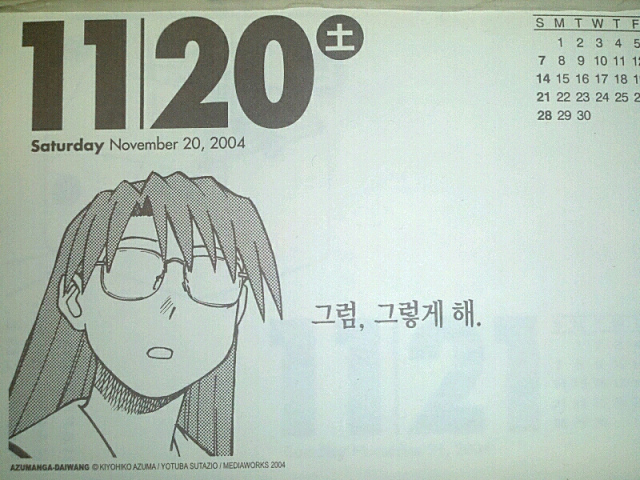 11|20 土
Saturday November 20, 2004
S M T W T F
1 2 3 4 5
7 8 9 10 11 12
14 15 16 17 18 19
21 22 23 24 25 2
28 29 30
그럼, 그렇게 해.
AZUMANGA-DAIWANG © KIYOHIKO AZUMA / YOTUBA SUTAZIO / MEDIAWORKS 2004